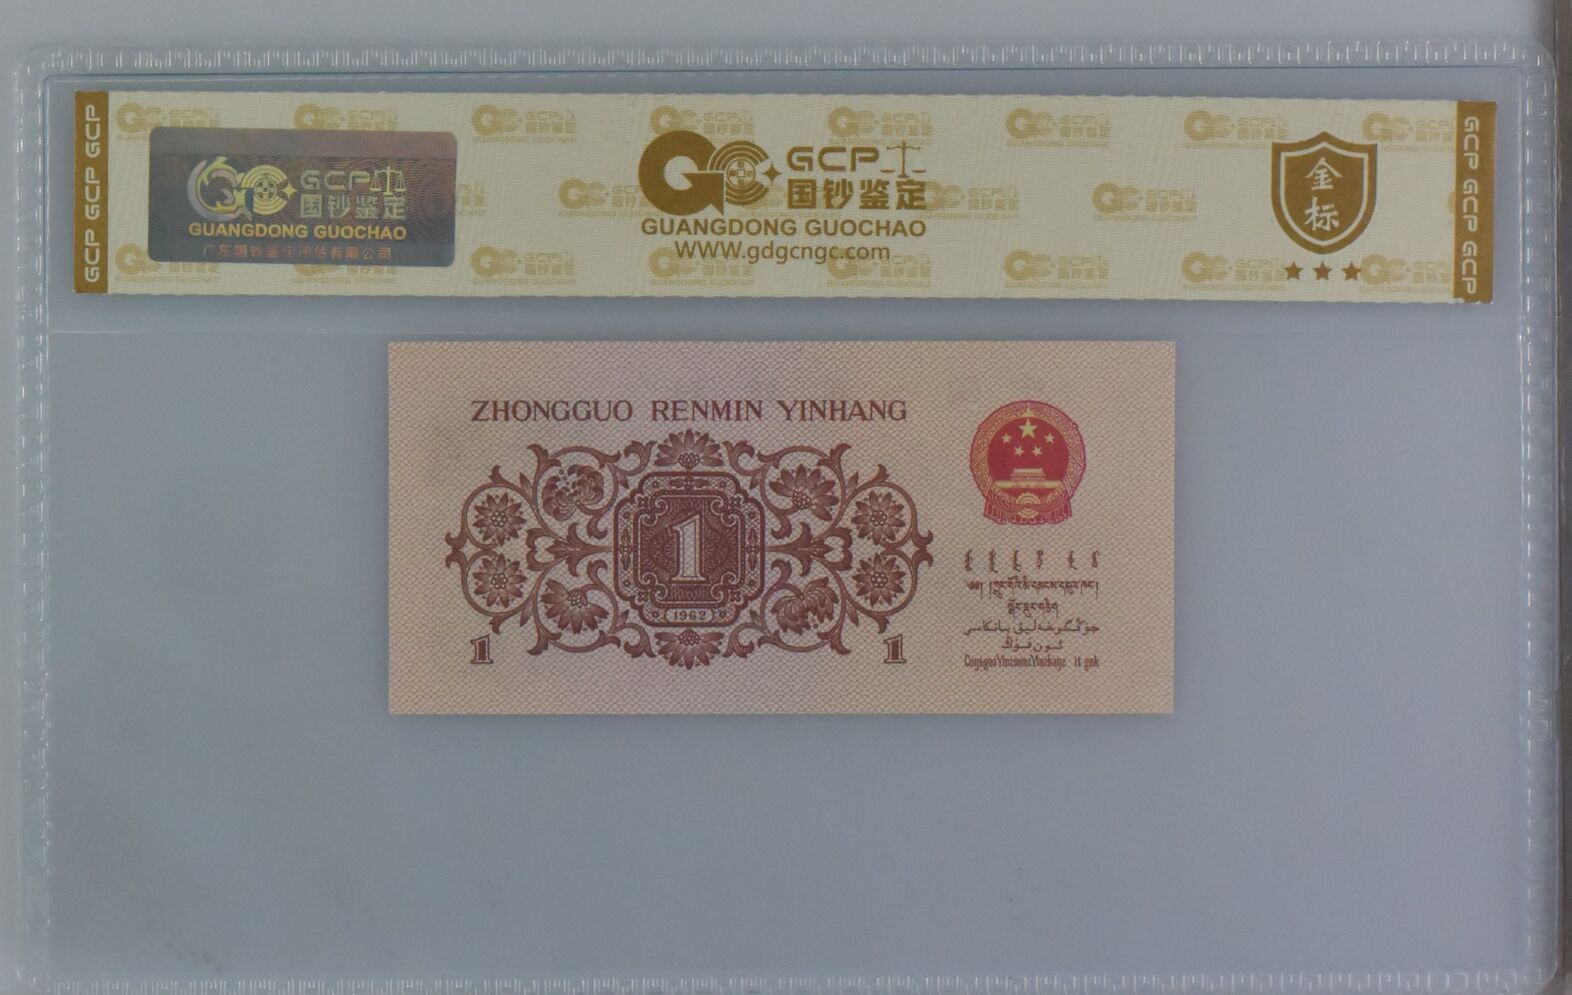 GCP GCP GCP
GCP
国钞鉴定
GUANGDONG GUOCHAO
广东国钞鉴定评估有限公司
GCP
国钞鉴定
GUANGDONG GUOCHAO
WWW.gdgcngc.com
金
标
GCP GCP GCP
ZHONGGUO RENMIN YINHANG
1
(1962)
1
1